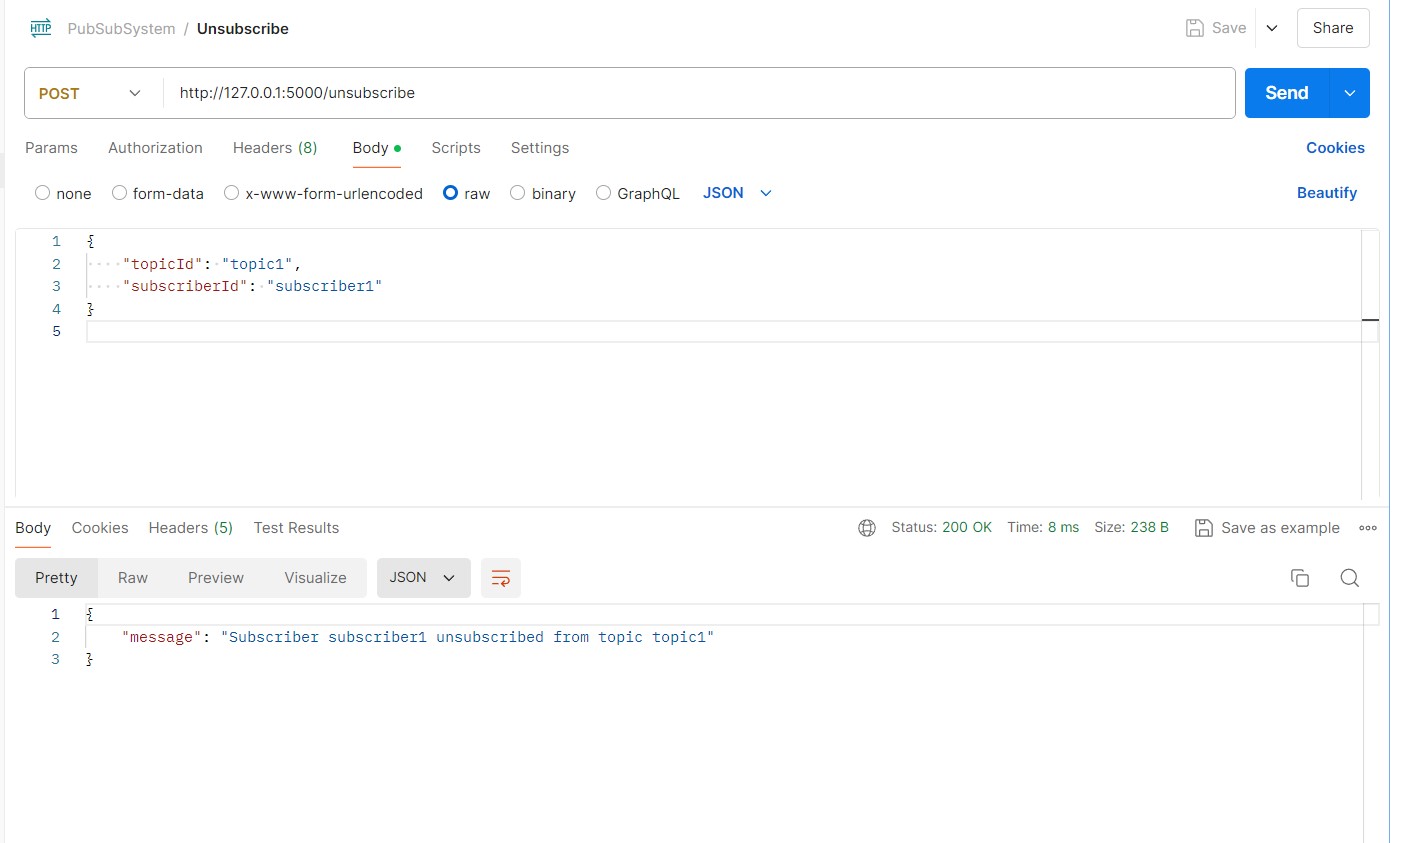 HTTP PubSubSystem / Unsubscribe Save Share
POST http://127.0.0.1:5000/unsubscribe Send
Params Authorization Headers (8) Body Scripts Settings Cookies
none form-data x-www-form-urlencoded raw binary GraphQL JSON Beautify
1 {
2 ····"topicId":·"topic1",
3 ····"subscriberId":·"subscriber1"
4 }
5
Body Cookies Headers (5) Test Results Status: 200 OK Time: 8 ms Size: 238 B Save as example
Pretty Raw Preview Visualize JSON
1 {
2     "message": "Subscriber subscriber1 unsubscribed from topic topic1"
3 }